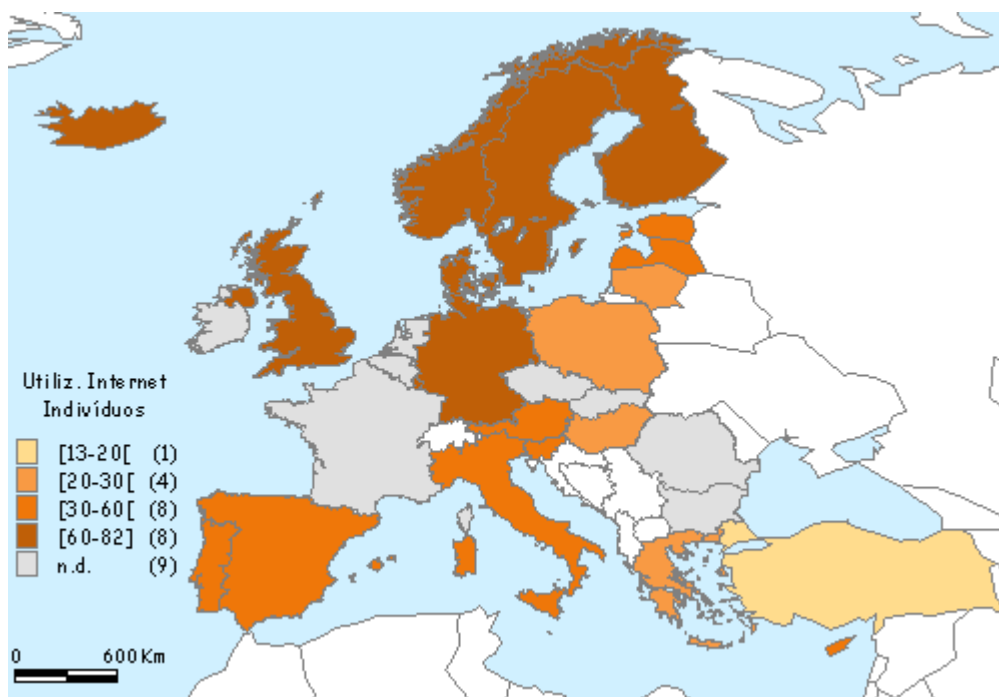 Utiliz. Internet
Indivíduos
[13-20[ (1)
[20-30[ (4)
[30-60[ (8)
[60-82] (8)
n.d. (9)
0 600 Km